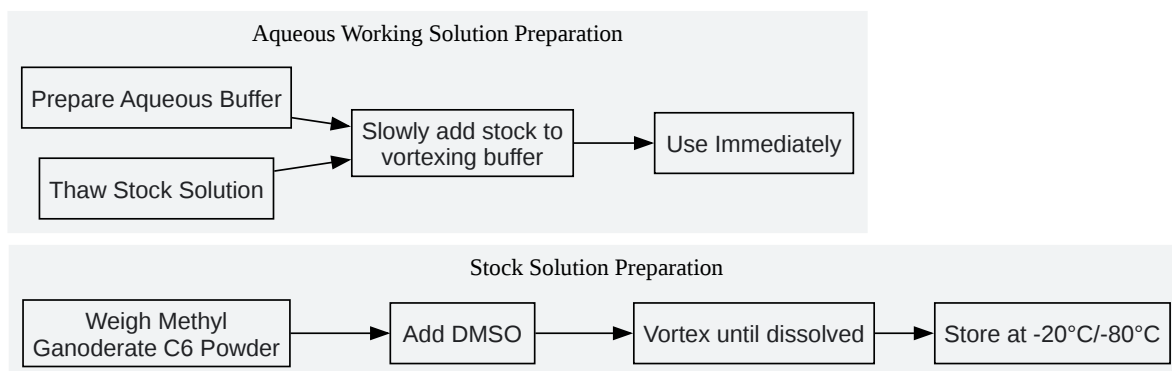 Aqueous Working Solution Preparation
Prepare Aqueous Buffer
Thaw Stock Solution
Slowly add stock to
vortexing buffer
Use Immediately
Stock Solution Preparation
Weigh Methyl
Ganoderate C6 Powder
Add DMSO
Vortex until dissolved
Store at -20°C/-80°C